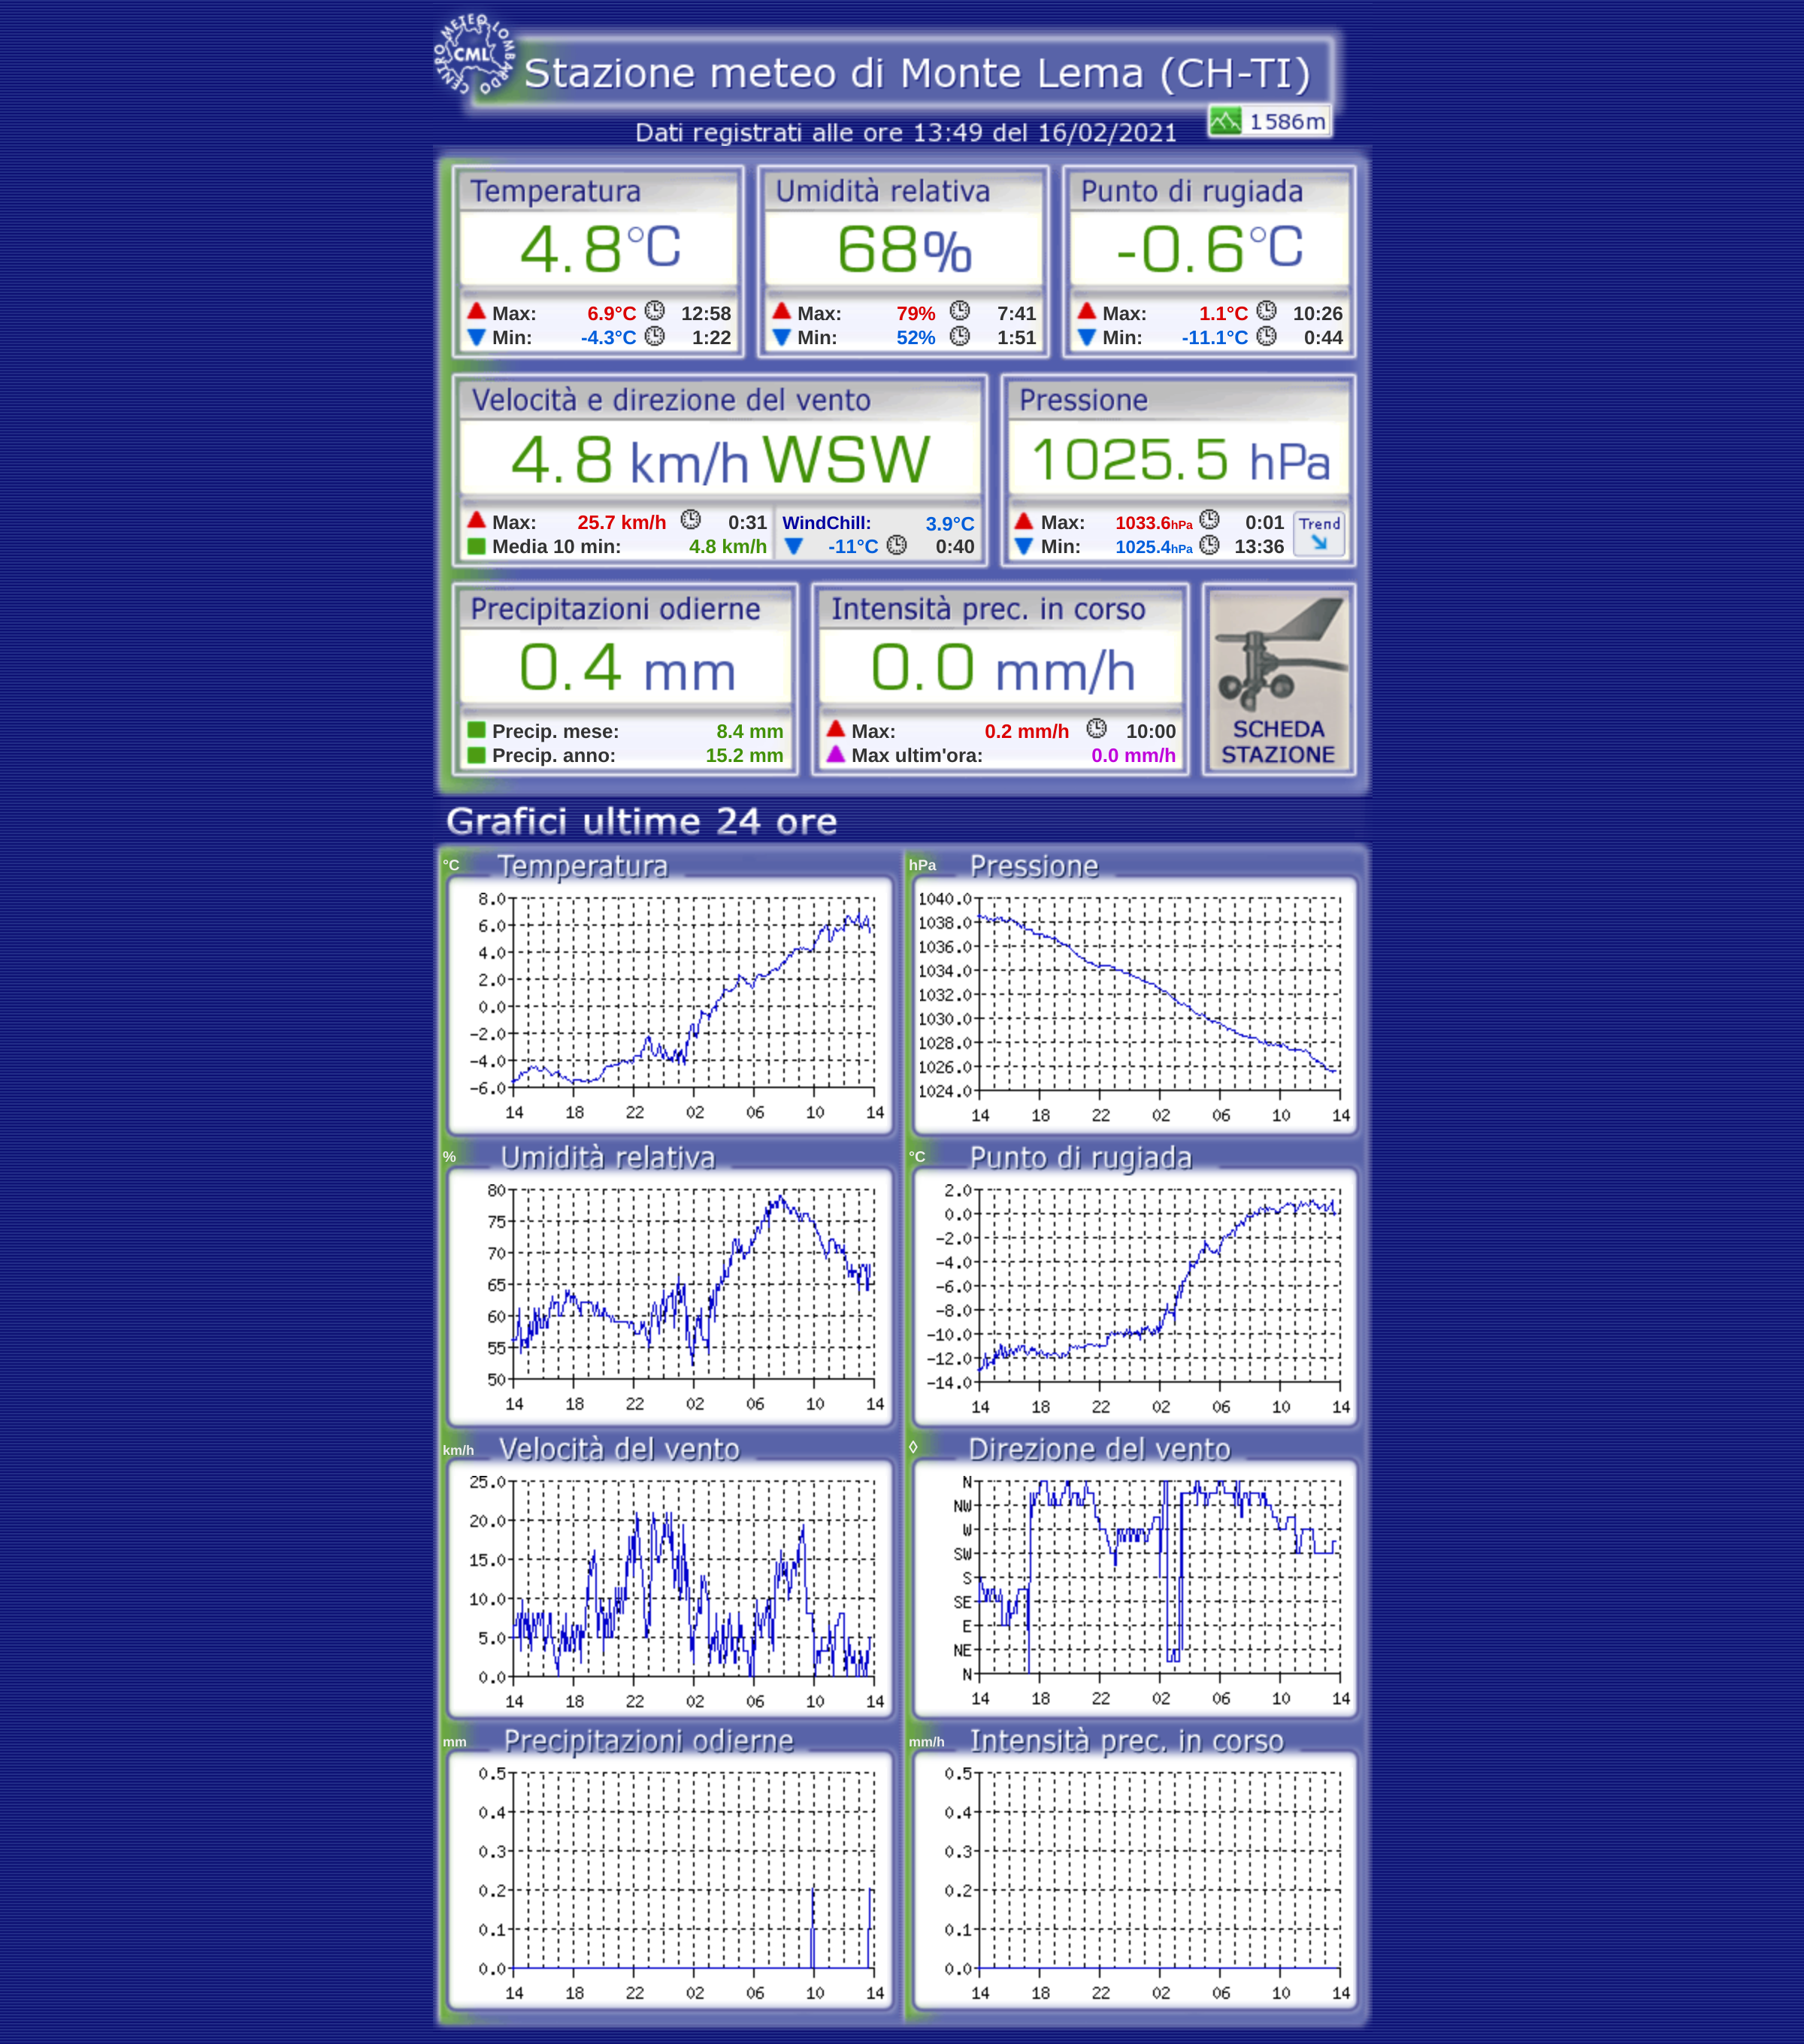 CENTRO METEO LOMBARDO
CML
Stazione meteo di Monte Lema (CH-TI)
1586m
Dati registrati alle ore 13:49 del 16/02/2021
Temperatura
4.8°C
Max: 6.9°C 12:58
Min: -4.3°C 1:22
Umidità relativa
68%
Max: 79% 7:41
Min: 52% 1:51
Punto di rugiada
-0.6°C
Max: 1.1°C 10:26
Min: -11.1°C 0:44
Velocità e direzione del vento
4.8 km/h WSW
Max: 25.7 km/h 0:31
Media 10 min: 4.8 km/h
WindChill: 3.9°C
-11°C 0:40
Pressione
1025.5 hPa
Max: 1033.6hPa 0:01
Min: 1025.4hPa 13:36
Trend
Precipitazioni odierne
0.4 mm
Precip. mese: 8.4 mm
Precip. anno: 15.2 mm
Intensità prec. in corso
0.0 mm/h
Max: 0.2 mm/h 10:00
Max ultim'ora: 0.0 mm/h
SCHEDA
STAZIONE
Grafici ultime 24 ore
°C Temperatura
8.0
6.0
4.0
2.0
0.0
-2.0
-4.0
-6.0
14 18 22 02 06 10 14
hPa Pressione
1040.0
1038.0
1036.0
1034.0
1032.0
1030.0
1028.0
1026.0
1024.0
14 18 22 02 06 10 14
% Umidità relativa
80
75
70
65
60
55
50
14 18 22 02 06 10 14
°C Punto di rugiada
2.0
0.0
-2.0
-4.0
-6.0
-8.0
-10.0
-12.0
-14.0
14 18 22 02 06 10 14
km/h Velocità del vento
25.0
20.0
15.0
10.0
5.0
0.0
14 18 22 02 06 10 14
◊ Direzione del vento
N
NW
W
SW
S
SE
E
NE
N
14 18 22 02 06 10 14
mm Precipitazioni odierne
0.5
0.4
0.3
0.2
0.1
0.0
14 18 22 02 06 10 14
mm/h Intensità prec. in corso
0.5
0.4
0.3
0.2
0.1
0.0
14 18 22 02 06 10 14